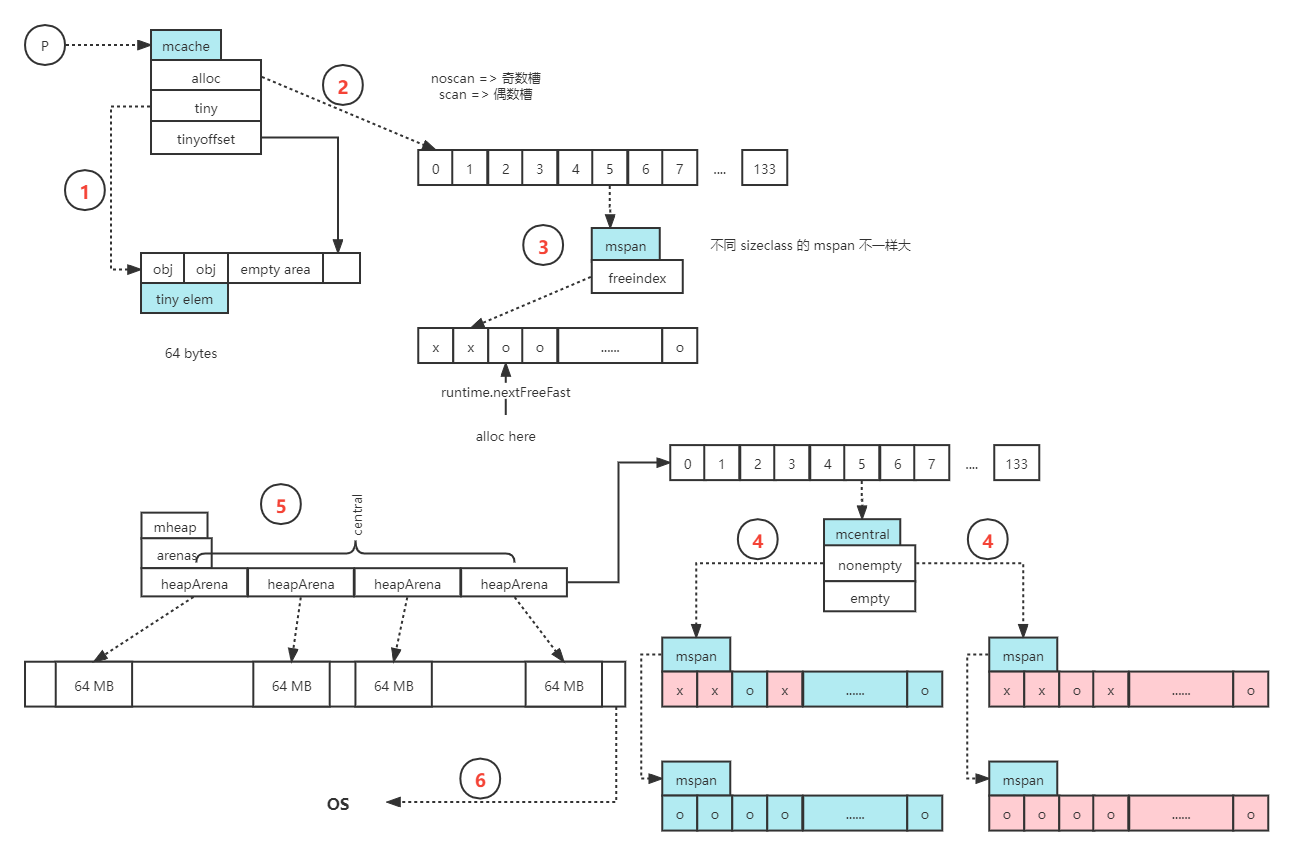 P
mcache
alloc
tiny
tinyoffset
1
obj obj empty area
tiny elem
64 bytes
2
noscan => 奇数槽
scan => 偶数槽
0 1 2 3 4 5 6 7 .... 133
3
mspan
freeindex
不同 sizeclass 的 mspan 不一样大
x x o o ...... o
runtime.nextFreeFast
alloc here
5
central
mheap
arenas
heapArena heapArena heapArena heapArena
64 MB 64 MB 64 MB 64 MB
6
OS
0 1 2 3 4 5 6 7 .... 133
4 4
mcentral
nonempty
empty
mspan
x x o x ...... o
mspan
o o o o ...... o
mspan
x x o x ...... o
mspan
o o o o ...... o